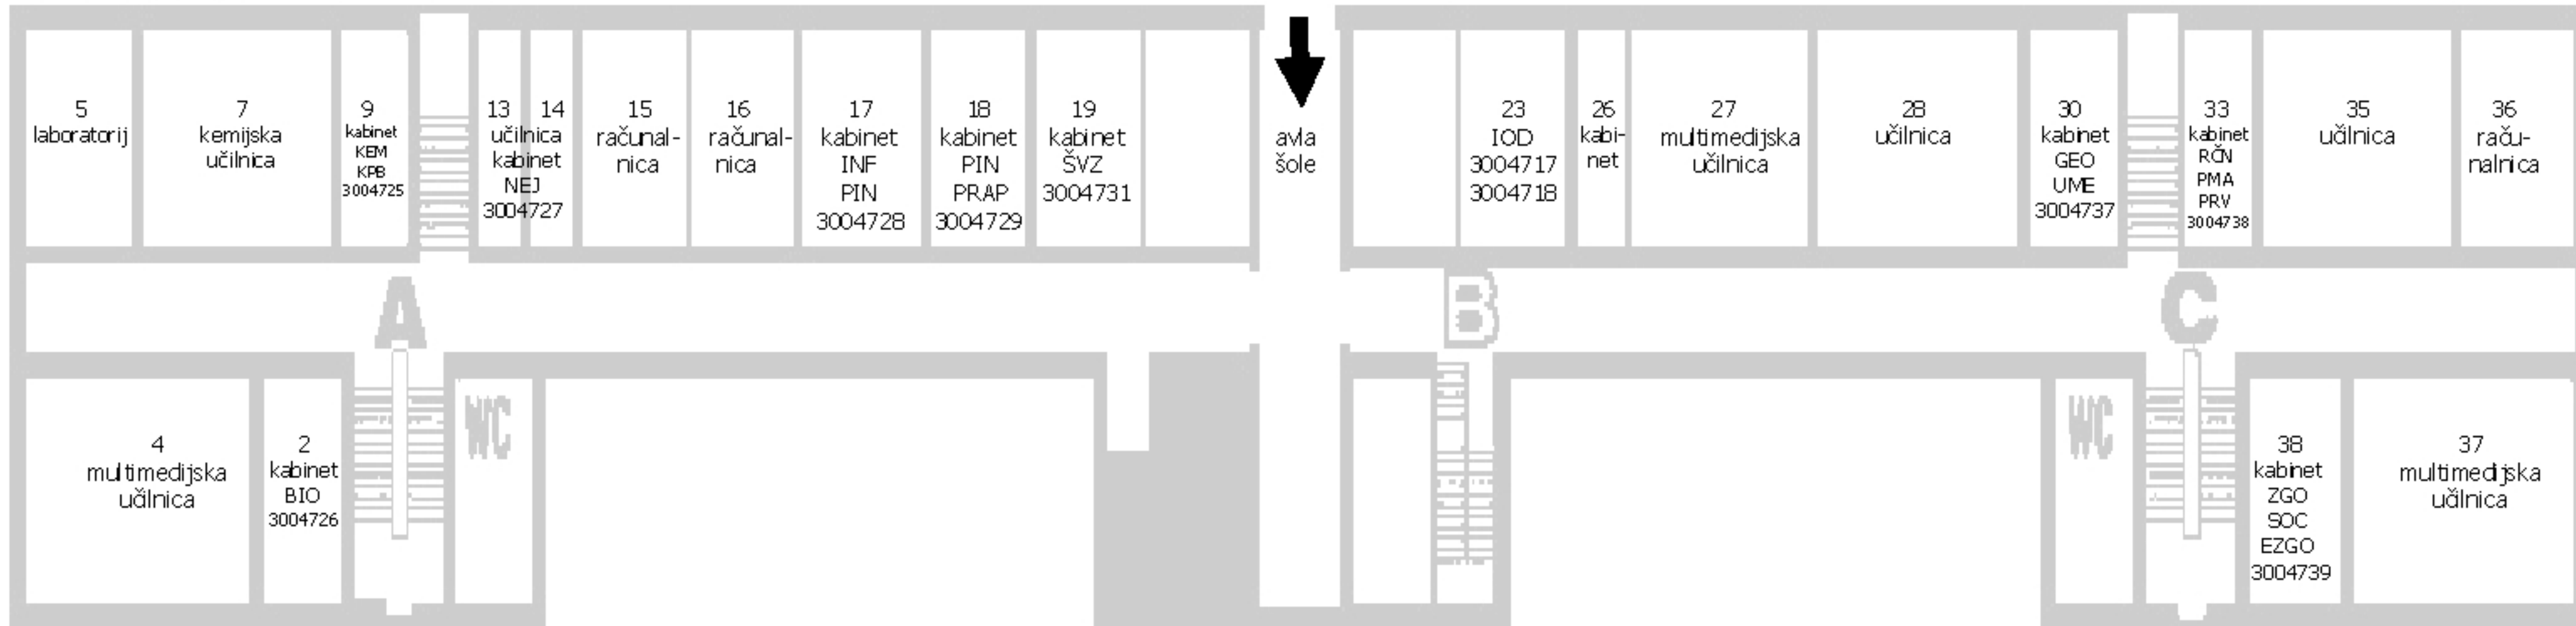 5
laboratorij
7
kemijska
učilnica
9
kabinet
KEM
KPB
3004725
13 14
učilnica
kabinet
NEJ
3004727
15
računal-
nica
16
računal-
nica
17
kabinet
INF
PIN
3004728
18
kabinet
PIN
PRAP
3004729
19
kabinet
ŠVZ
3004731
avla
šole
23
IOD
3004717
3004718
26
kabi-
net
27
multimedijska
učilnica
28
učilnica
30
kabinet
GEO
UME
3004737
33
kabinet
RČN
PMA
PRV
3004738
35
učilnica
36
raču-
nalnica
A
B
C
4
multimedijska
učilnica
2
kabinet
BIO
3004726
WC
WC
38
kabinet
ZGO
SOC
EZGO
3004739
37
multimedijska
učilnica